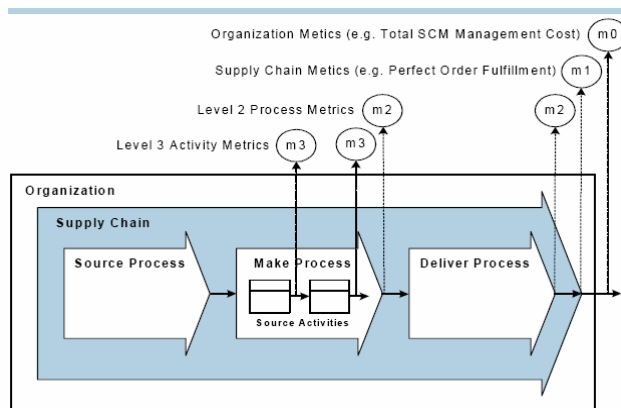 Organization Metics (e.g. Total SCM Management Cost) m0
Supply Chain Metics (e.g. Perfect Order Fulfillment) m1
Level 2 Process Metrics m2 m2
Level 3 Activity Metrics m3 m3
Organization
Supply Chain
Source Process
Make Process
Deliver Process
Source Activities